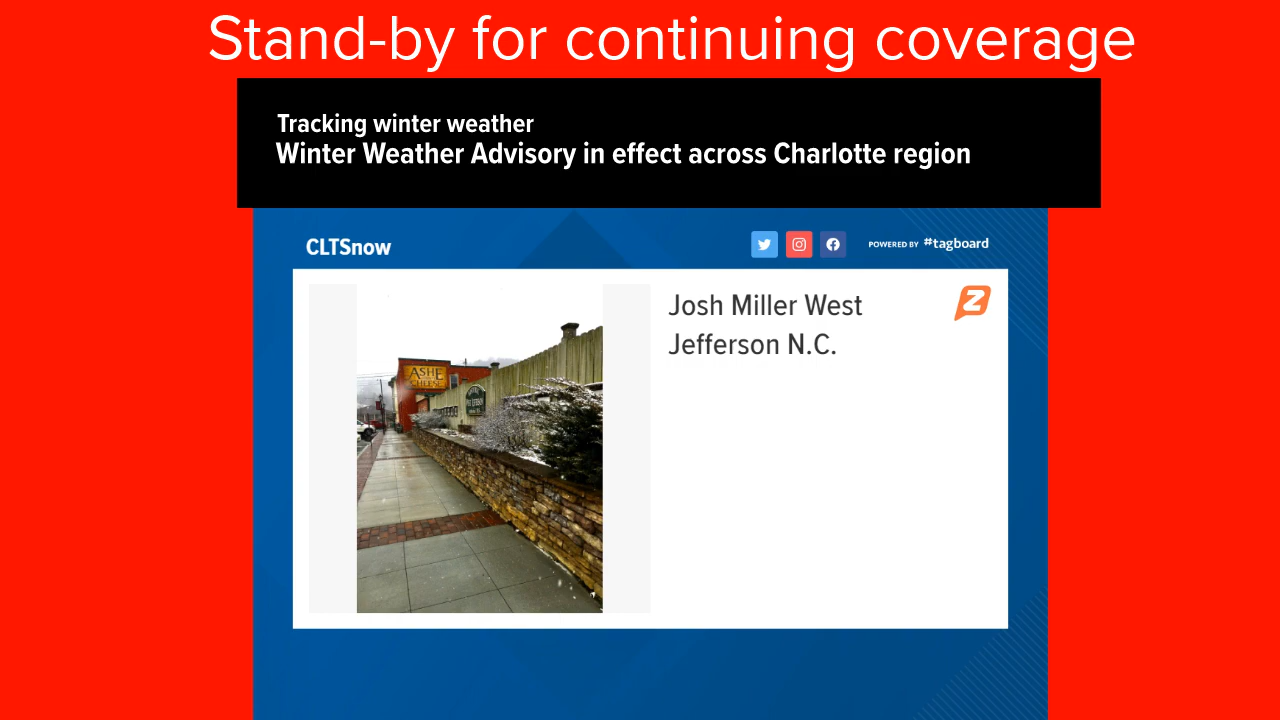 Stand-by for continuing coverage
Tracking winter weather
Winter Weather Advisory in effect across Charlotte region
CLTSnow
POWERED BY #tagboard
Josh Miller West
Jefferson N.C.
ASHE
CHEESE